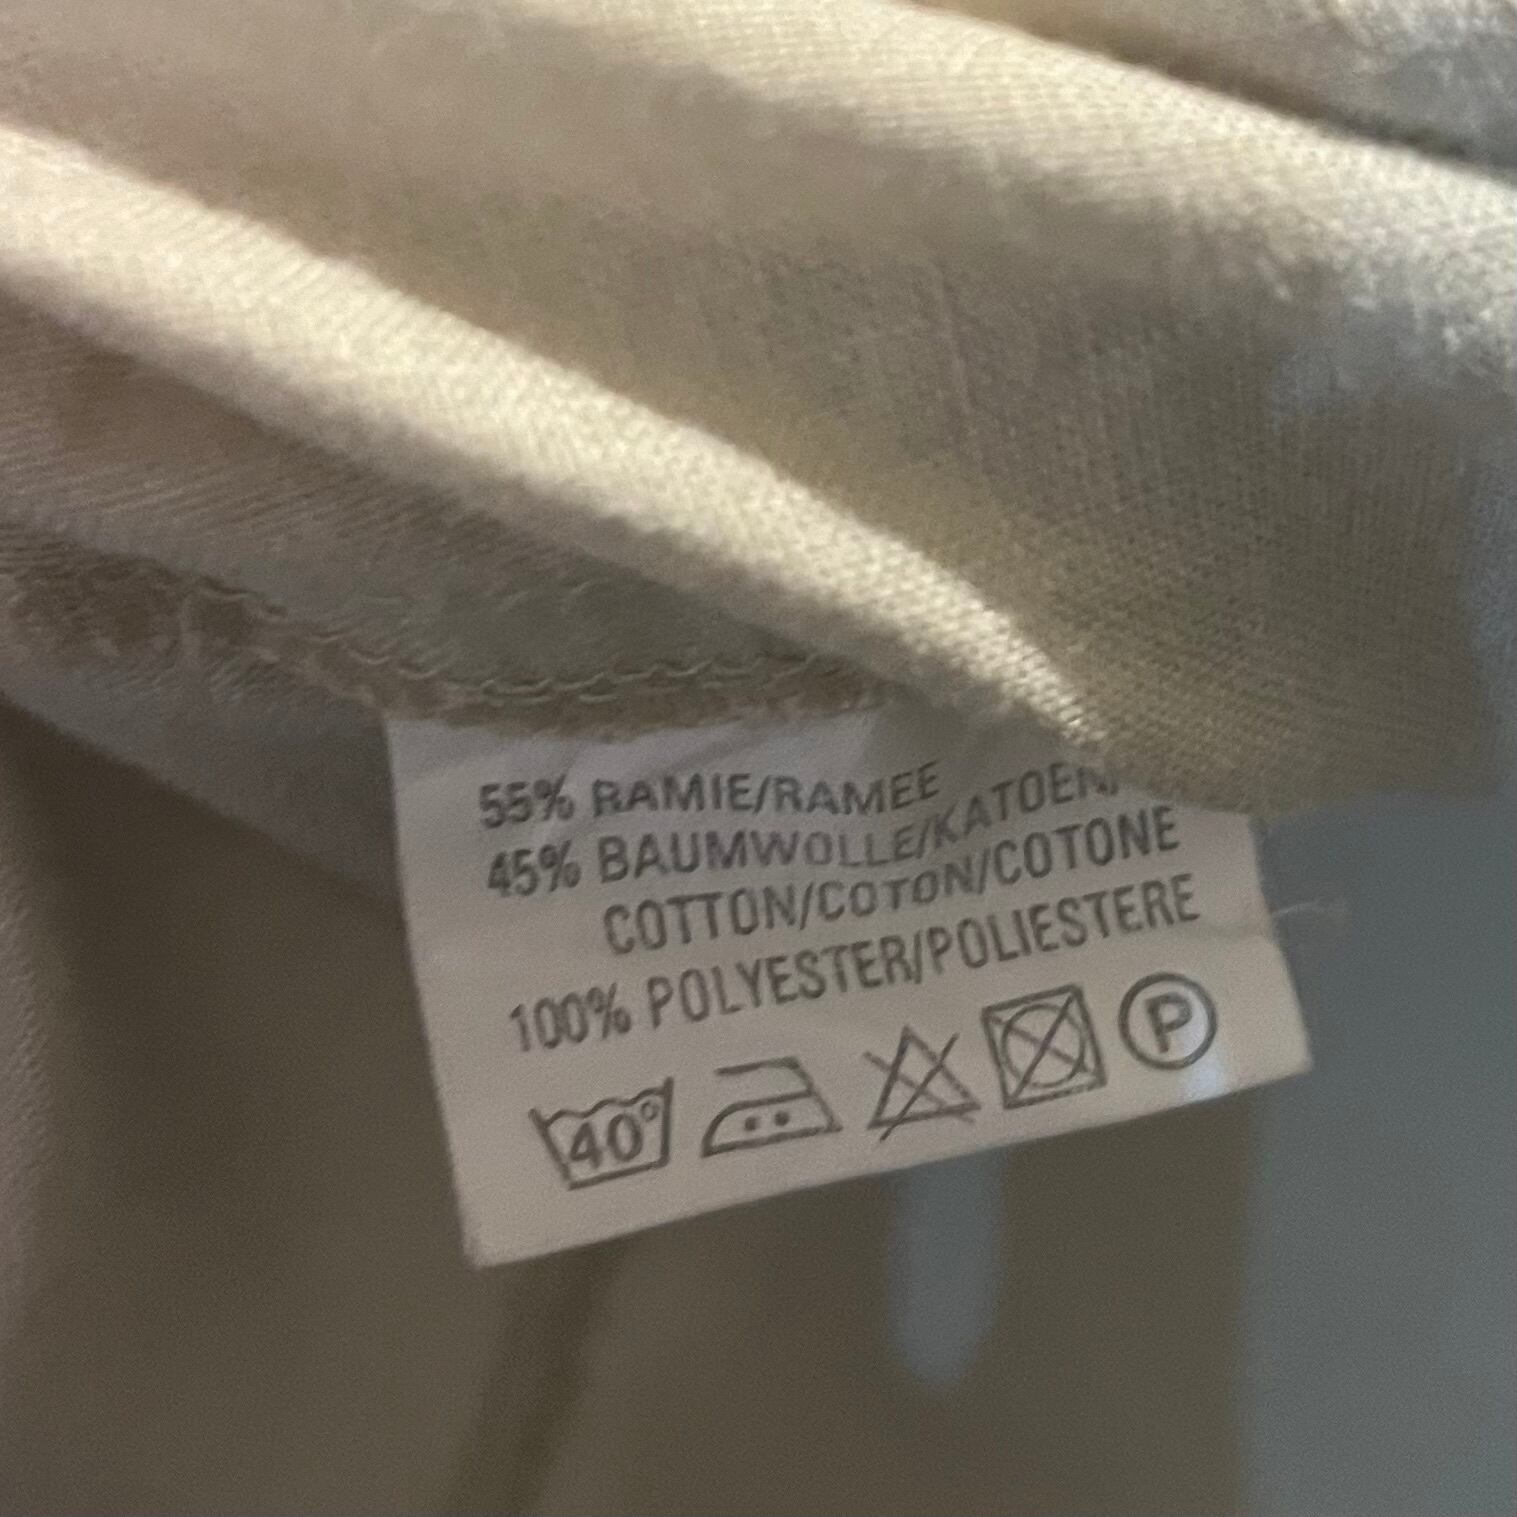 55% RAMIE/RAMEE
45% BAUMWOLLE/KATOEN/
COTTON/COTON/COTONE
100% POLYESTER/POLIESTERE
40° P